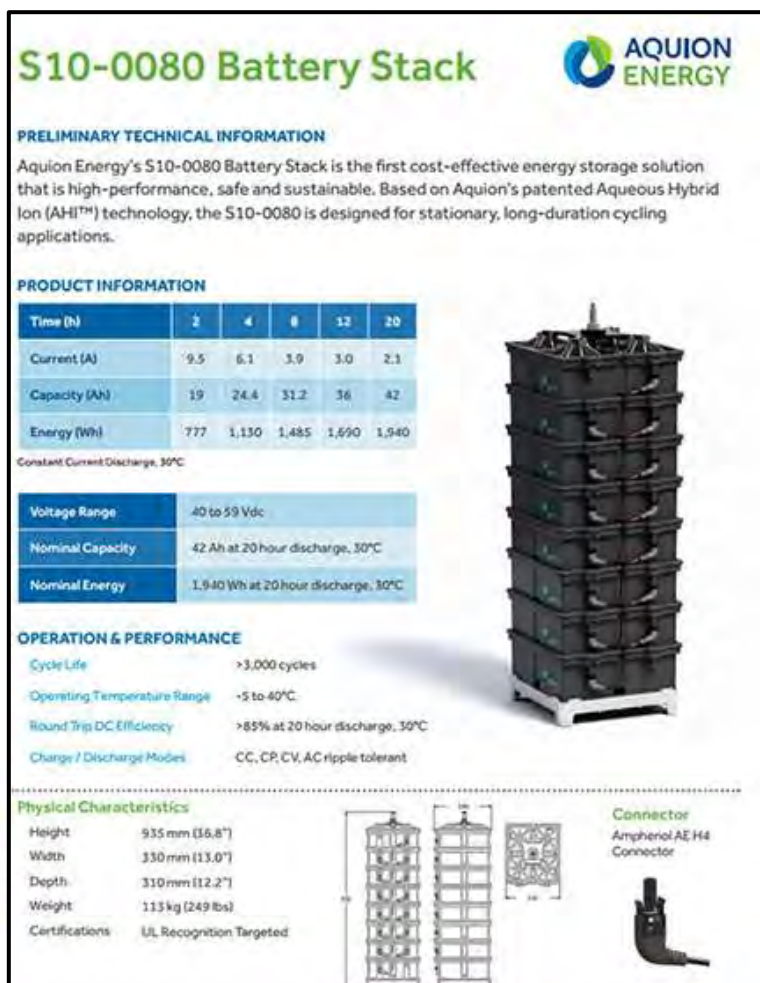 S10-0080 Battery Stack
AQUION
ENERGY
PRELIMINARY TECHNICAL INFORMATION
Aquion Energy's S10-0080 Battery Stack is the first cost-effective energy storage solution
that is high-performance, safe and sustainable. Based on Aquion's patented Aqueous Hybrid
Ion (AHI™) technology, the S10-0080 is designed for stationary, long-duration cycling
applications.
PRODUCT INFORMATION
Time (h) 2 4 8 12 20
Current (A) 9.5 6.1 3.9 3.0 2.1
Capacity (Ah) 19 24.4 31.2 36 42
Energy (Wh) 777 1,130 1,485 1,690 1,940
Constant Current Discharge, 30°C
Voltage Range 40 to 59 Vdc
Nominal Capacity 42 Ah at 20 hour discharge, 30°C
Nominal Energy 1,940 Wh at 20 hour discharge, 30°C
OPERATION & PERFORMANCE
Cycle Life >3,000 cycles
Operating Temperature Range -5 to 40°C
Round Trip DC Efficiency >85% at 20 hour discharge, 30°C
Charge / Discharge Modes CC, CP, CV, AC ripple tolerant
Physical Characteristics
Height 935 mm (36.8")
Width 330 mm (13.0")
Depth 310 mm (12.2")
Weight 113 kg (249 lbs)
Certifications UL Recognition Targeted
Connector
Amphenol AE H4
Connector